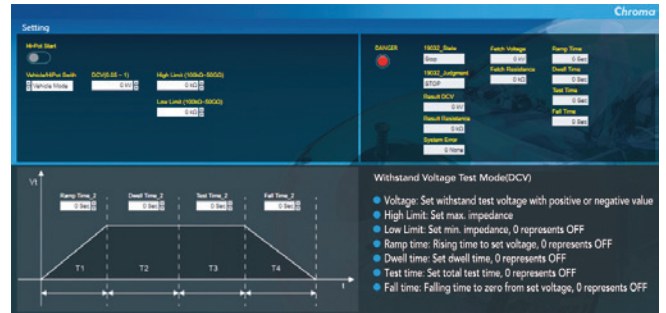 Chroma
Setting
Hi-Pot Start
Vehicle/HiPot Swith
Vehicle Mode
DCV(0.05 ~ 1)
0 kV
High Limit (100kΩ~50GΩ)
0 kΩ
Low Limit (100kΩ~50GΩ)
0 kΩ
DANGER
19032_State
Stop
19032_Judgment
STOP
Result DCV
0 kV
Result Resistance
0 kΩ
System Error
0 None
Fetch Voltage
0 kV
Fetch Resistance
0 kΩ
Ramp Time
0 Sec
Dwell Time
0 Sec
Test Time
0 Sec
Fall Time
0 Sec
Vt
Ramp Time_2
0 Sec
Dwell Time_2
0 Sec
Test Time_2
0 Sec
Fall Time_2
0 Sec
T1
T2
T3
T4
t
Withstand Voltage Test Mode(DCV)
Voltage: Set withstand test voltage with positive or negative value
High Limit: Set max. impedance
Low Limit: Set min. impedance, 0 represents OFF
Ramp time: Rising time to set voltage, 0 represents OFF
Dwell time: Set dwell time, 0 represents OFF
Test time: Set total test time, 0 represents OFF
Fall time: Falling time to zero from set voltage, 0 represents OFF